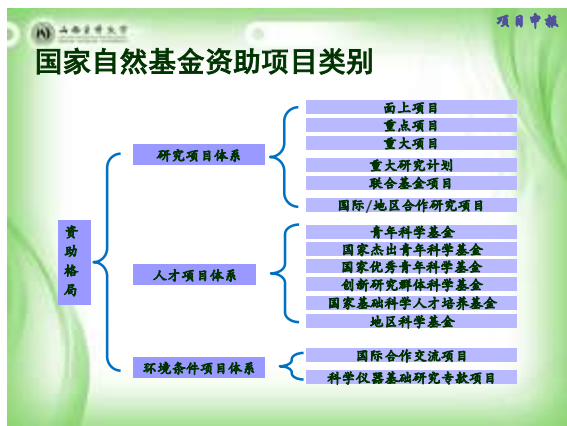 项目申报
山西医科大学
国家自然基金资助项目类别
资助格局
研究项目体系
面上项目
重点项目
重大项目
重大研究计划
联合基金项目
国际/地区合作研究项目
人才项目体系
青年科学基金
国家杰出青年科学基金
国家优秀青年科学基金
创新研究群体科学基金
国家基础科学人才培养基金
地区科学基金
环境条件项目体系
国际合作交流项目
科学仪器基础研究专款项目